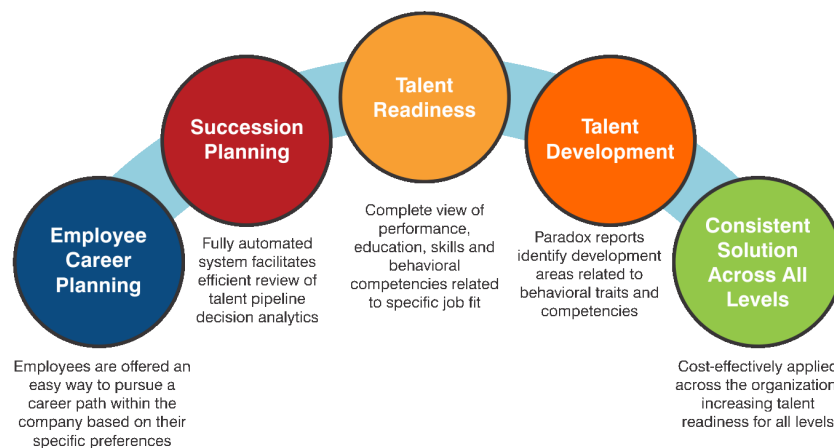 Employee
Career
Planning
Employees are offered an
easy way to pursue a
career path within the
company based on their
specific preferences
Succession
Planning
Fully automated
system facilitates
efficient review of
talent pipeline
decision analytics
Talent
Readiness
Complete view of
performance,
education, skills and
behavioral
competencies related
to specific job fit
Talent
Development
Paradox reports
identify development
areas related to
behavioral traits and
competencies
Consistent
Solution
Across All
Levels
Cost-effectively applied
across the organization,
increasing talent
readiness for all levels